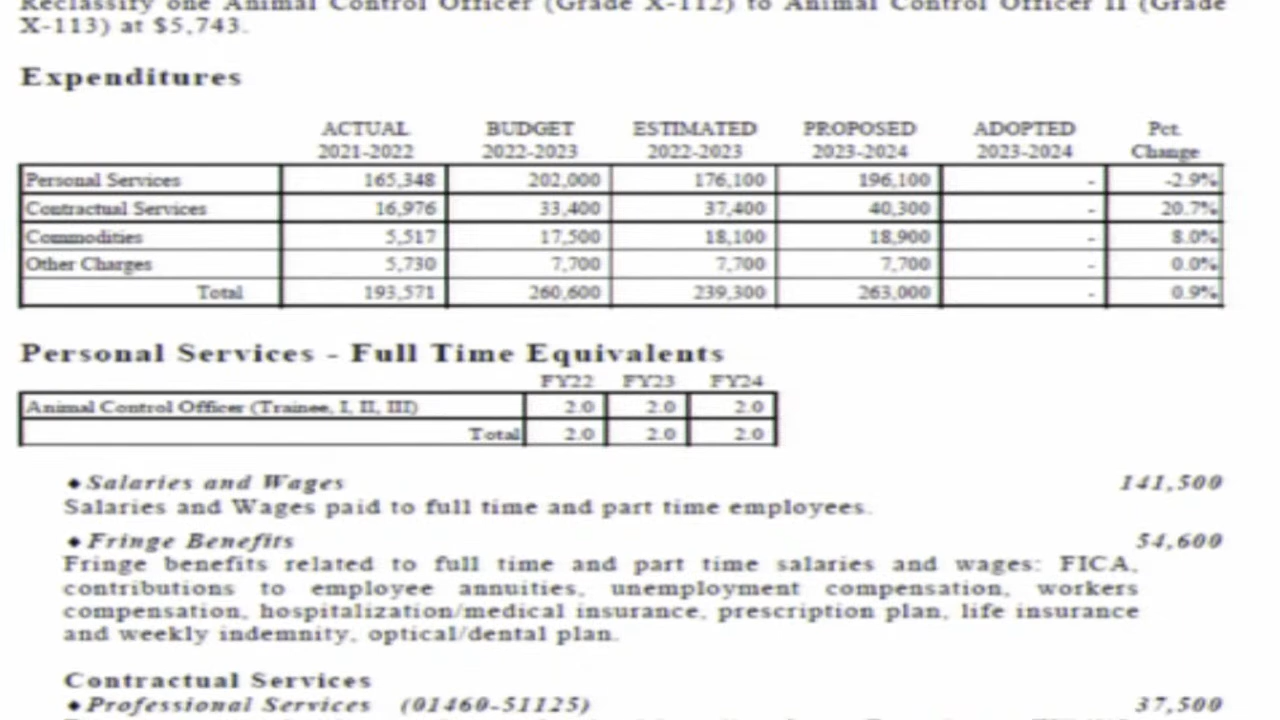 Reclassify one Animal Control Officer (Grade X-112) to Animal Control Officer II (Grade
X-113) at $5,743.
Expenditures
ACTUAL BUDGET ESTIMATED PROPOSED ADOPTED Pct.
2021-2022 2022-2023 2022-2023 2023-2024 2023-2024 Change
Personal Services 165,348 202,000 176,100 196,100 - -2.9%
Contractual Services 16,976 33,400 37,400 40,300 - 20.7%
Commodities 5,517 17,500 18,100 18,900 - 8.0%
Other Charges 5,730 7,700 7,700 7,700 - 0.0%
Total 193,571 260,600 239,300 263,000 - 0.9%
Personal Services - Full Time Equivalents
FY22 FY23 FY24
Animal Control Officer (Trainee, I, II, III) 2.0 2.0 2.0
Total 2.0 2.0 2.0
♦ Salaries and Wages 141,500
Salaries and Wages paid to full time and part time employees.
♦ Fringe Benefits 54,600
Fringe benefits related to full time and part time salaries and wages: FICA,
contributions to employee annuities, unemployment compensation, workers
compensation, hospitalization/medical insurance, prescription plan, life insurance
and weekly indemnity, optical/dental plan.
Contractual Services
♦ Professional Services (01460-51125) 37,500